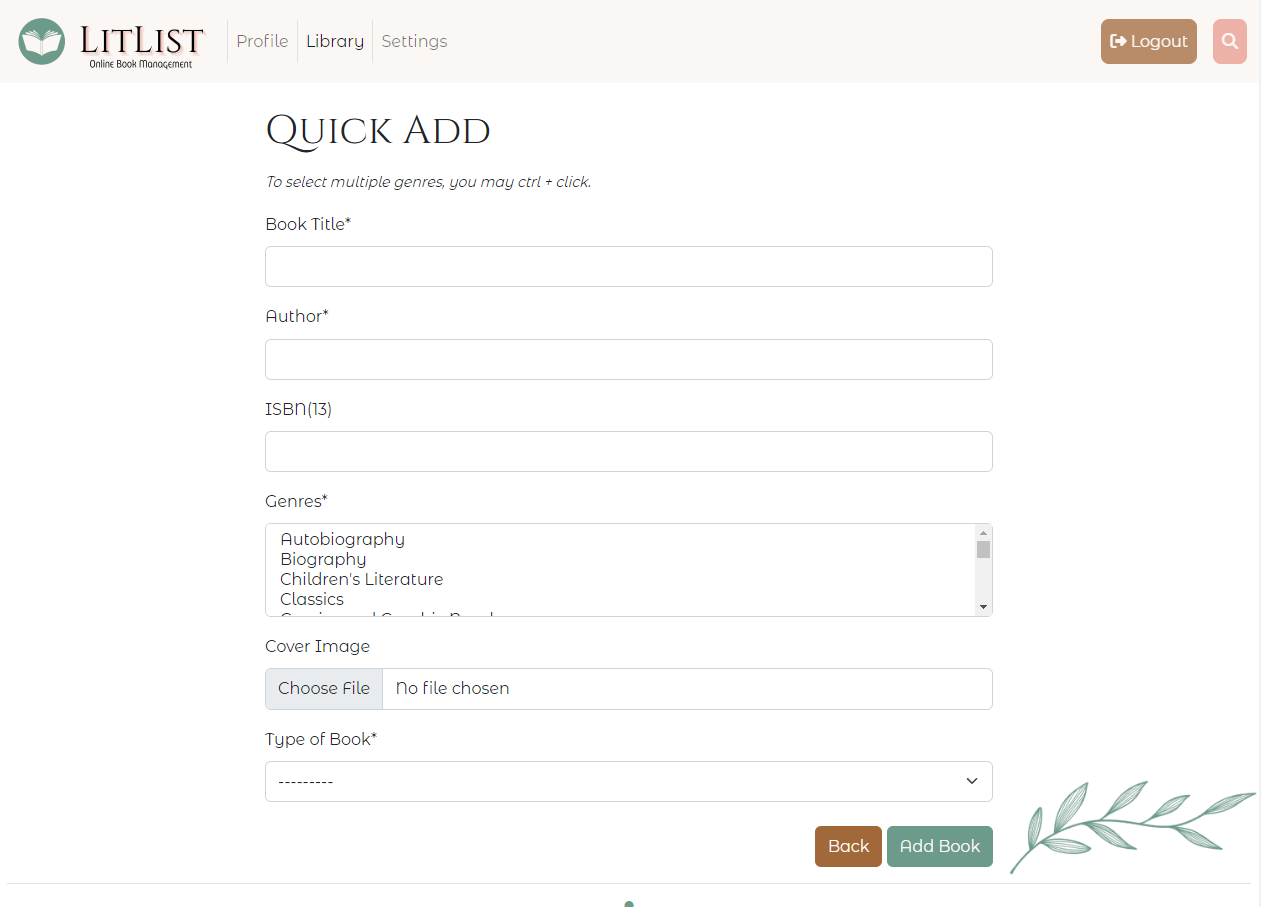 LitList
Online Book Management
Profile
Library
Settings
Logout
Quick Add
To select multiple genres, you may ctrl + click.
Book Title*
Author*
ISBN(13)
Genres*
Autobiography
Biography
Children's Literature
Classics
Cover Image
Choose File No file chosen
Type of Book*
---------
Back
Add Book